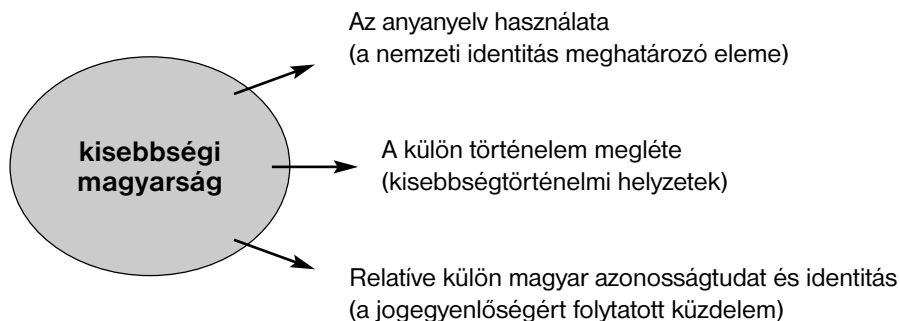 Az anyanyelv használata
(a nemzeti identitás meghatározó eleme)
kisebbségi
magyarság
A külön történelem megléte
(kisebbségtörténelmi helyzetek)
Relatíve külön magyar azonosságtudat és identitás
(a jogegyenlőségért folytatott küzdelem)